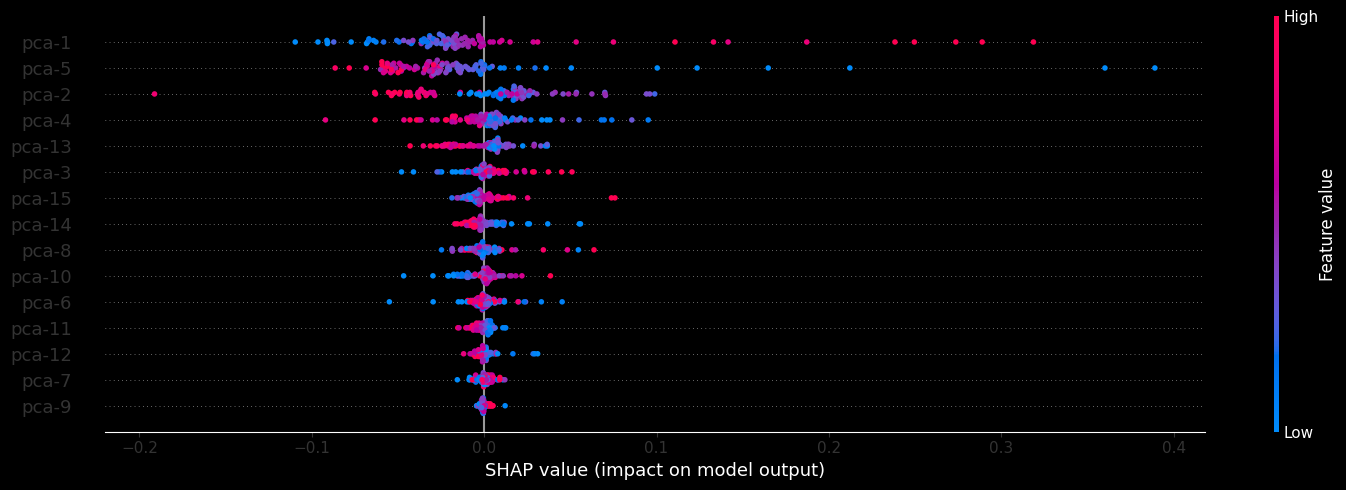 High
pca-1
pca-5
pca-2
pca-4
pca-13
pca-3
pca-15
pca-14
pca-8
pca-10
pca-6
pca-11
pca-12
pca-7
pca-9
Feature value
Low
−0.2 −0.1 0.0 0.1 0.2 0.3 0.4
SHAP value (impact on model output)